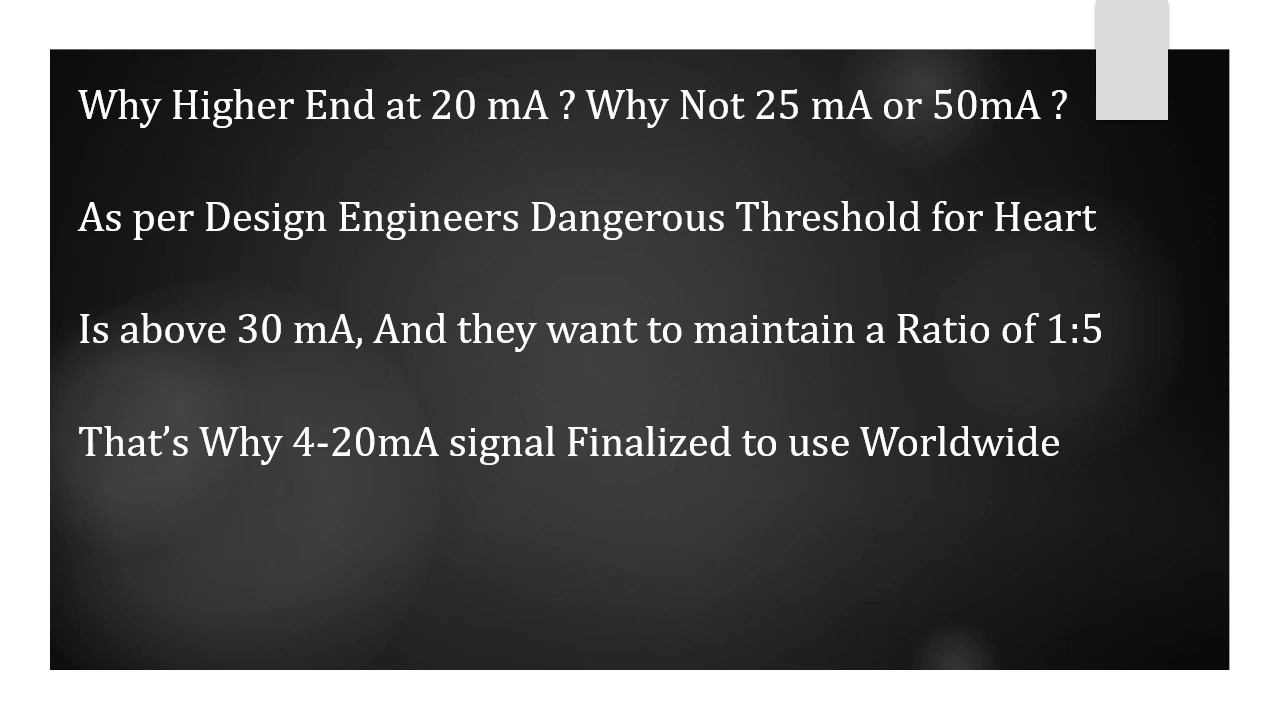 Why Higher End at 20 mA ? Why Not 25 mA or 50mA ?
As per Design Engineers Dangerous Threshold for Heart
Is above 30 mA, And they want to maintain a Ratio of 1:5
That’s Why 4-20mA signal Finalized to use Worldwide